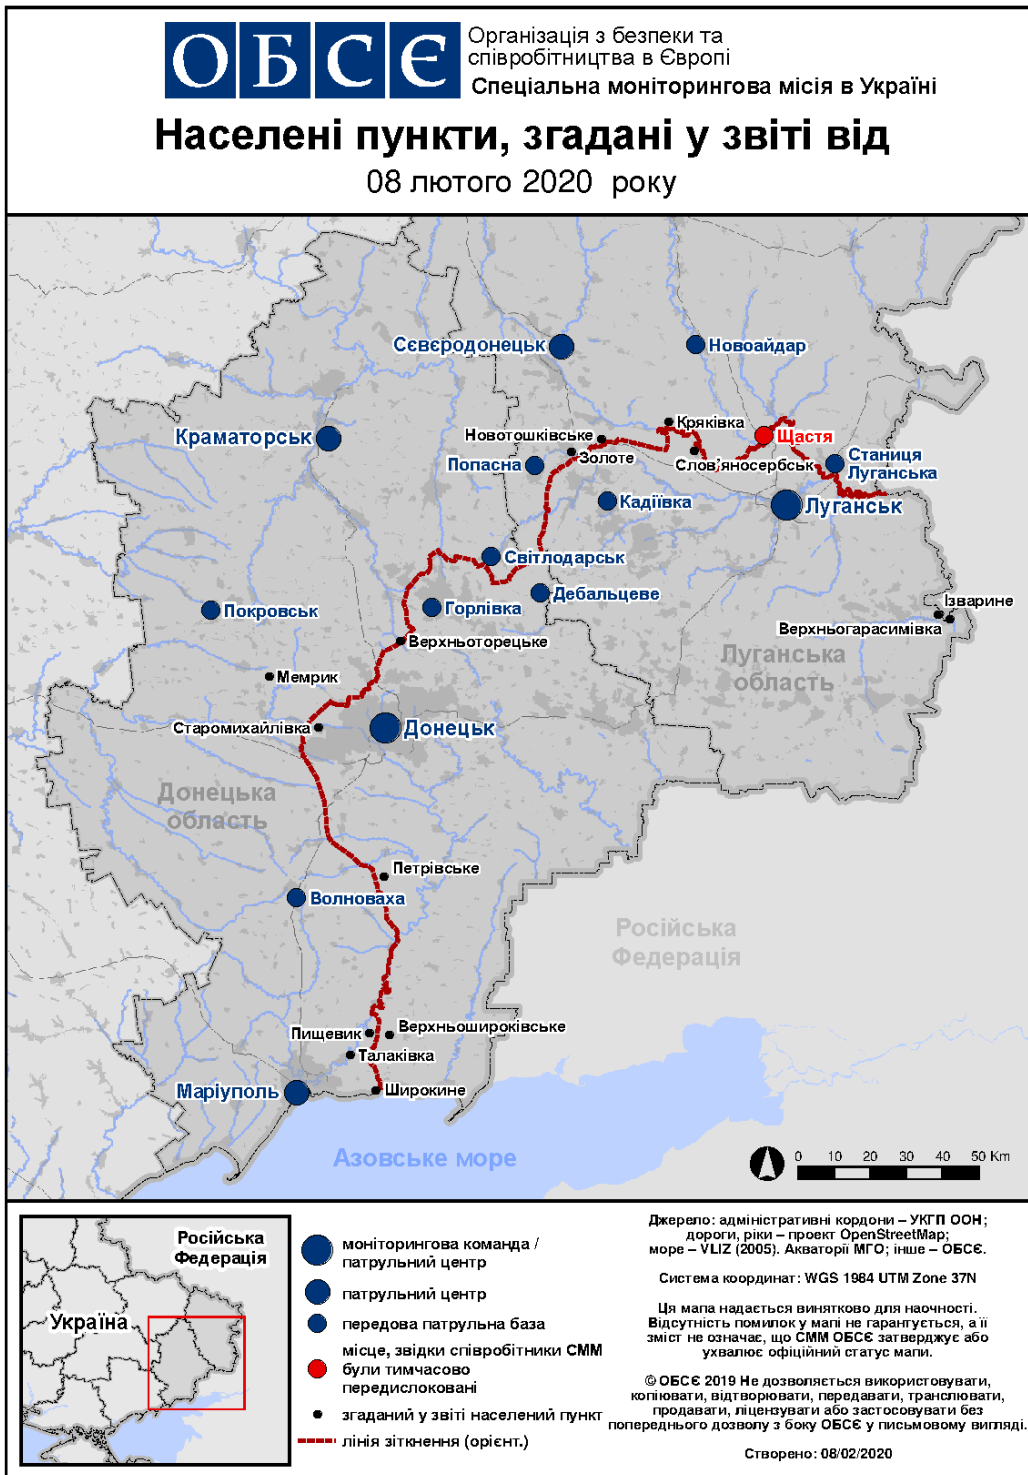 ОБСЄ
Організація з безпеки та
співробітництва в Європі
Спеціальна моніторингова місія в Україні
Населені пункти, згадані у звіті від
08 лютого 2020 року
Сєвєродонецьк
Новоайдар
Кряківка
Щастя
Краматорськ
Новотошківське
Золоте
Слов'яносербськ
Станиця
Луганська
Попасна
Кадіївка
Луганськ
Світлодарськ
Дебальцеве
Ізварине
Покровськ
Горлівка
Верхньогарасимівка
Верхньоторецьке
Луганська
область
Мемрик
Старомихайлівка
Донецьк
Донецька
область
Петрівське
Волноваха
Російська
Федерація
Пищевик
Верхньошироківське
Талаківка
Маріуполь
Широкине
Азовське море
0 10 20 30 40 50 Km
Російська
Федерація
Україна
моніторингова команда /
патрульний центр
патрульний центр
передова патрульна база
місце, звідки співробітники СММ
були тимчасово
передислоковані
згаданий у звіті населений пункт
лінія зіткнення (орієнт.)
Джерело: адміністративні кордони – УКГП ООН;
дороги, ріки – проект OpenStreetMap;
море – VLIZ (2005). Акваторії МГО; інше – ОБСЄ.
Система координат: WGS 1984 UTM Zone 37N
Ця мапа надається винятково для наочності.
Відсутність помилок у мапі не гарантується, а її
зміст не означає, що СММ ОБСЄ затверджує або
ухвалює офіційний статус мапи.
© ОБСЄ 2019 Не дозволяється використовувати,
копіювати, відтворювати, передавати, транслювати,
продавати, ліцензувати або застосовувати без
попереднього дозволу з боку ОБСЄ у письмовому вигляді.
Створено: 08/02/2020